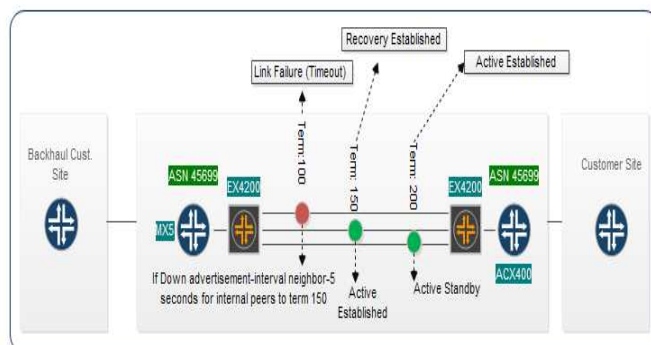 Recovery Established
Link Failure (Timeout)
Active Established
Term:100
Term: 150
Term: 200
Backhaul Cust.
Site
Customer Site
ASN 45699
EX4200
EX4200
ASN 45699
MX5
ACX400
If Down advertisement-interval neighbor-5
seconds for internal peers to term 150
Active
Established
Active Standby